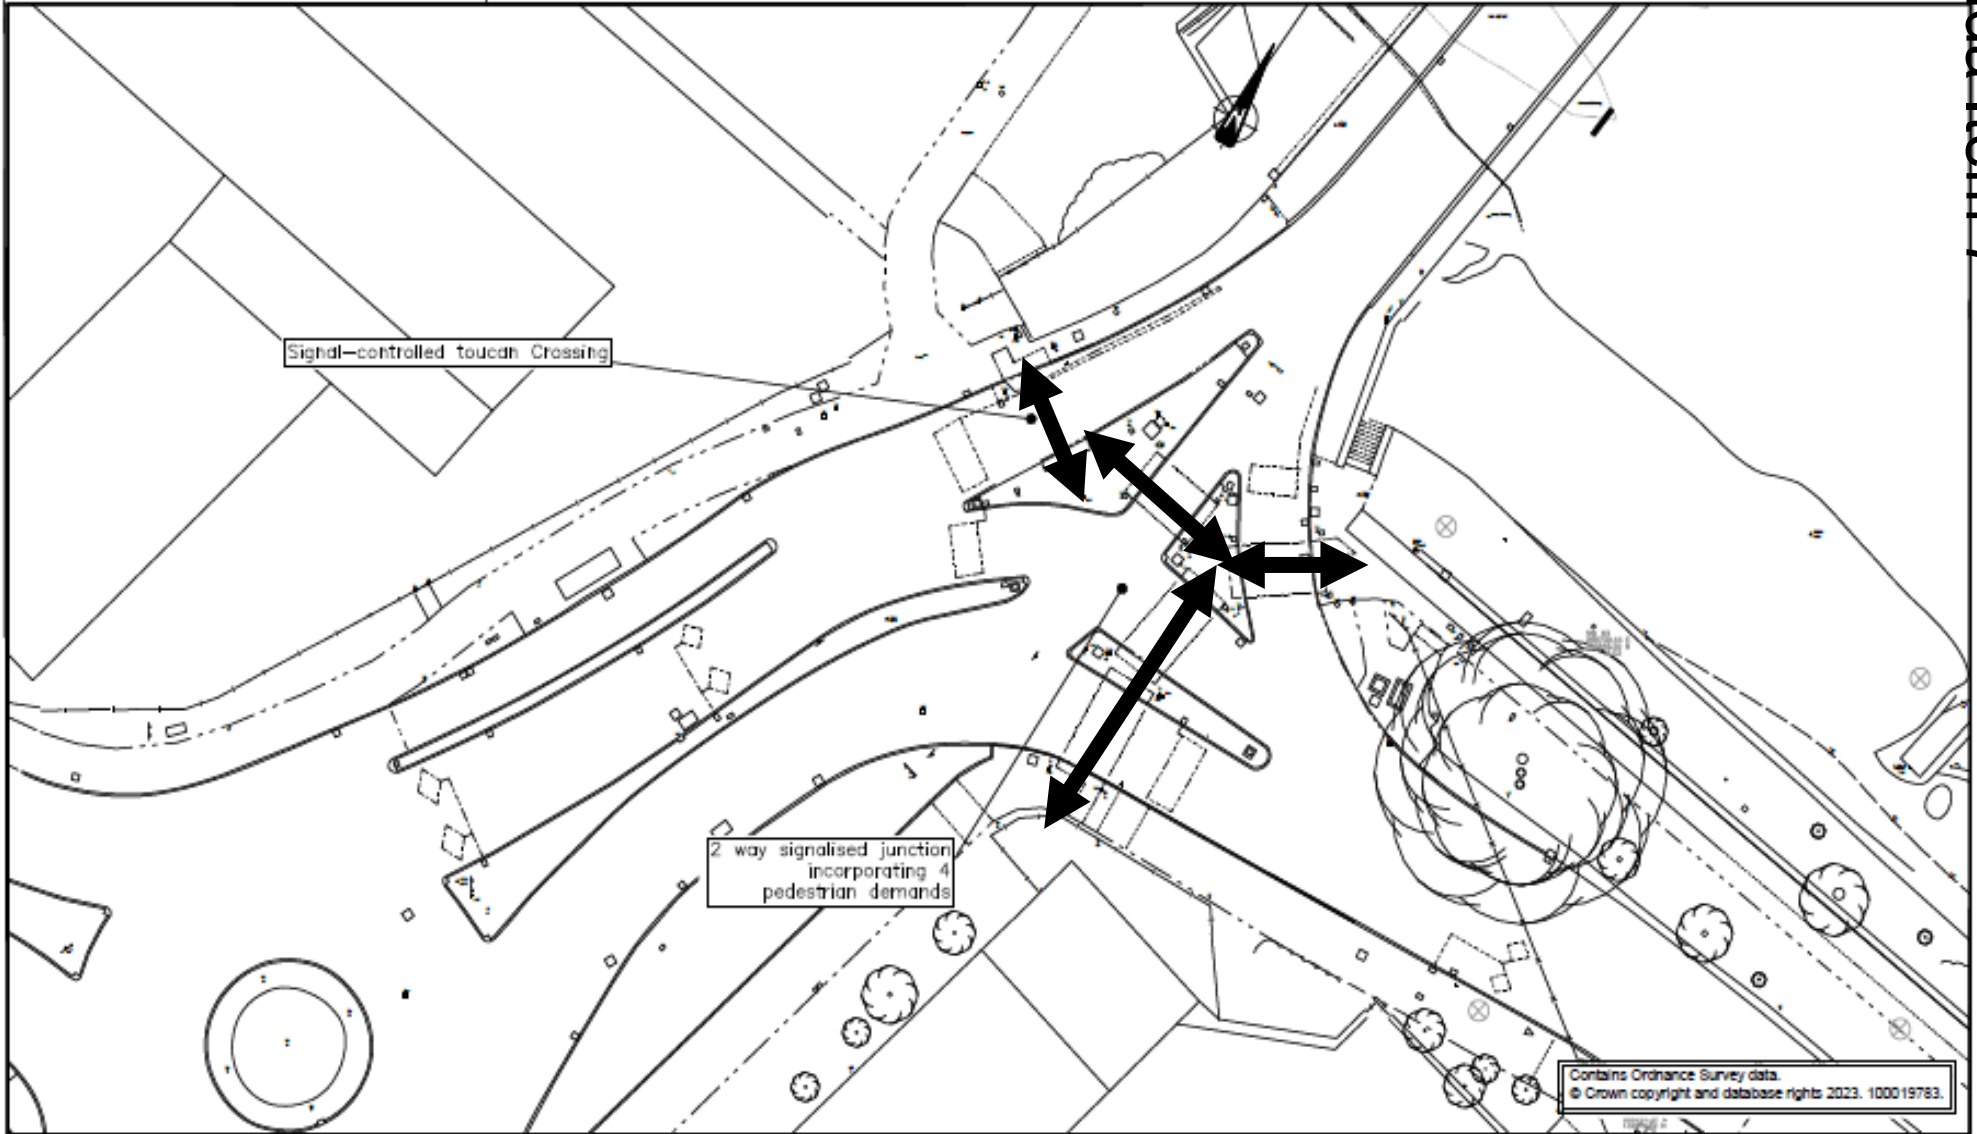 Signal-controlled toucan Crossing
2 way signalised junction
incorporating 4
pedestrian demands
Contains Ordnance Survey data.
© Crown copyright and database rights 2023. 100019783.